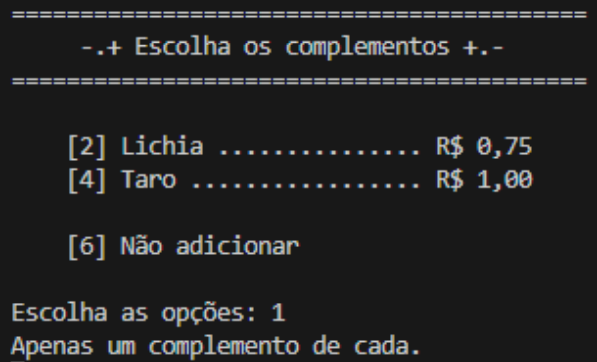 ===========================================
-.+ Escolha os complementos +.-
===========================================
[2] Lichia ............... R$ 0,75
[4] Taro ................. R$ 1,00
[6] Não adicionar
Escolha as opções: 1
Apenas um complemento de cada.